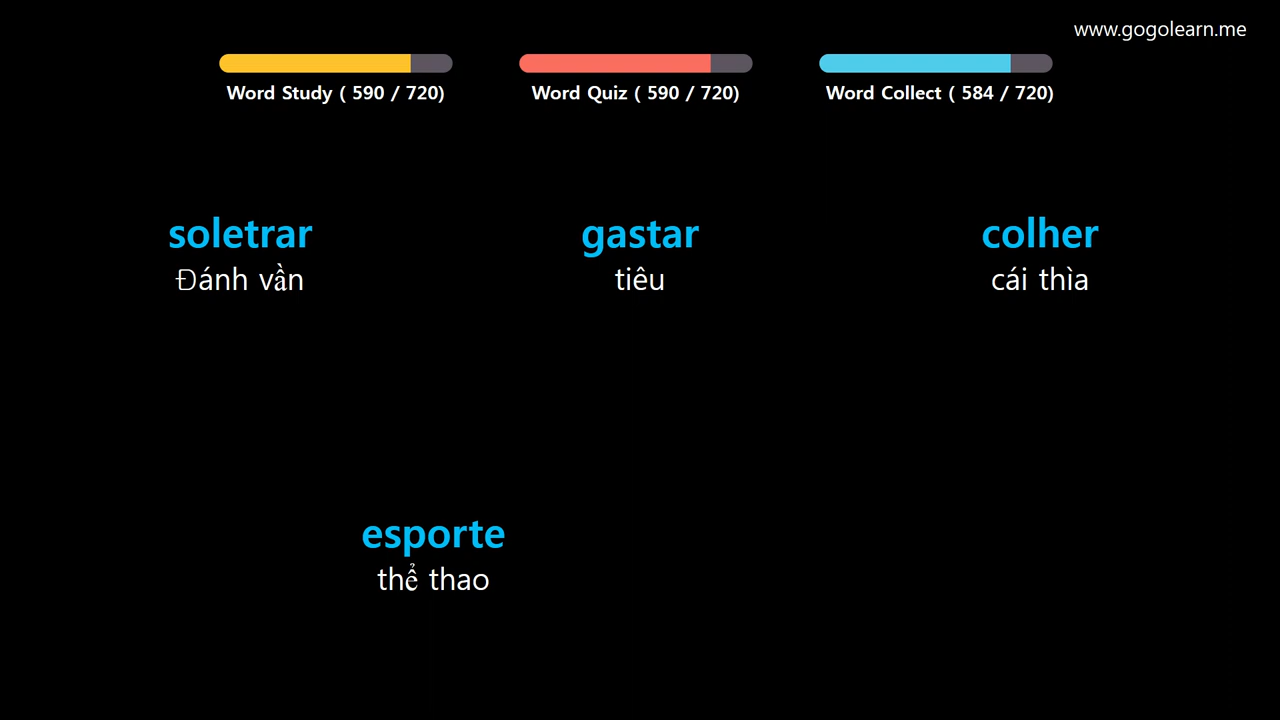 www.gogolearn.me
Word Study ( 590 / 720)
Word Quiz ( 590 / 720)
Word Collect ( 584 / 720)
soletrar
Đánh vần
gastar
tiêu
colher
cái thìa
esporte
thể thao